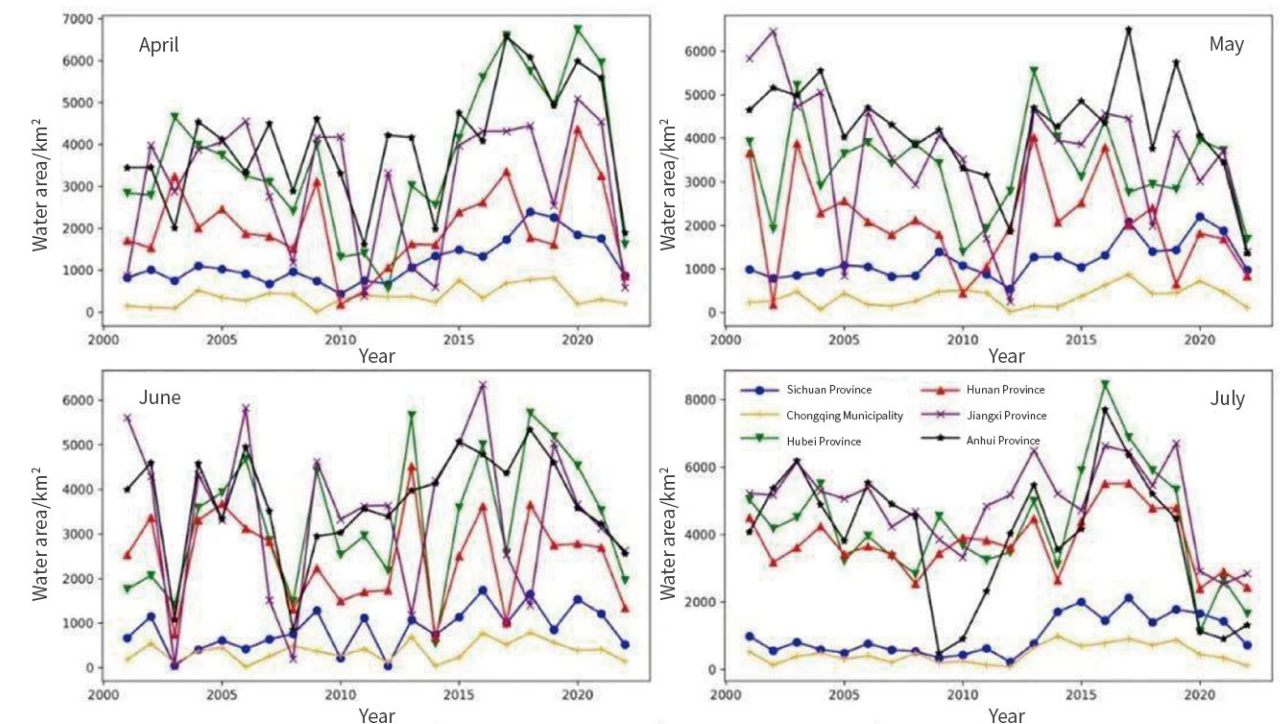 April
Water area/km²
7000
6000
5000
4000
3000
2000
1000
0
2000 2005 2010 2015 2020
Year
May
Water area/km²
6000
5000
4000
3000
2000
1000
0
2000 2005 2010 2015 2020
Year
June
Water area/km²
6000
5000
4000
3000
2000
1000
0
2000 2005 2010 2015 2020
Year
July
Sichuan Province
Chongqing Municipality
Hubei Province
Hunan Province
Jiangxi Province
Anhui Province
Water area/km²
8000
6000
4000
2000
0
2000 2005 2010 2015 2020
Year